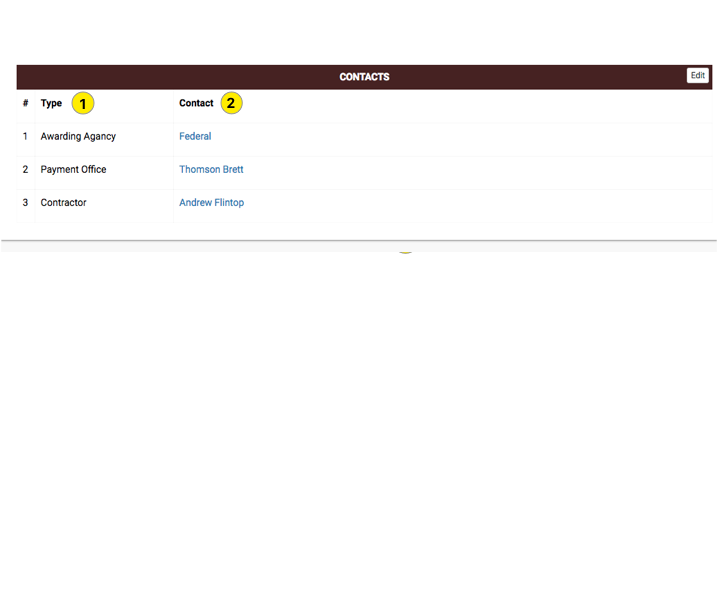 CONTACTS Edit
# Type 1 Contact 2
1 Awarding Agancy Federal
2 Payment Office Thomson Brett
3 Contractor Andrew Flintop